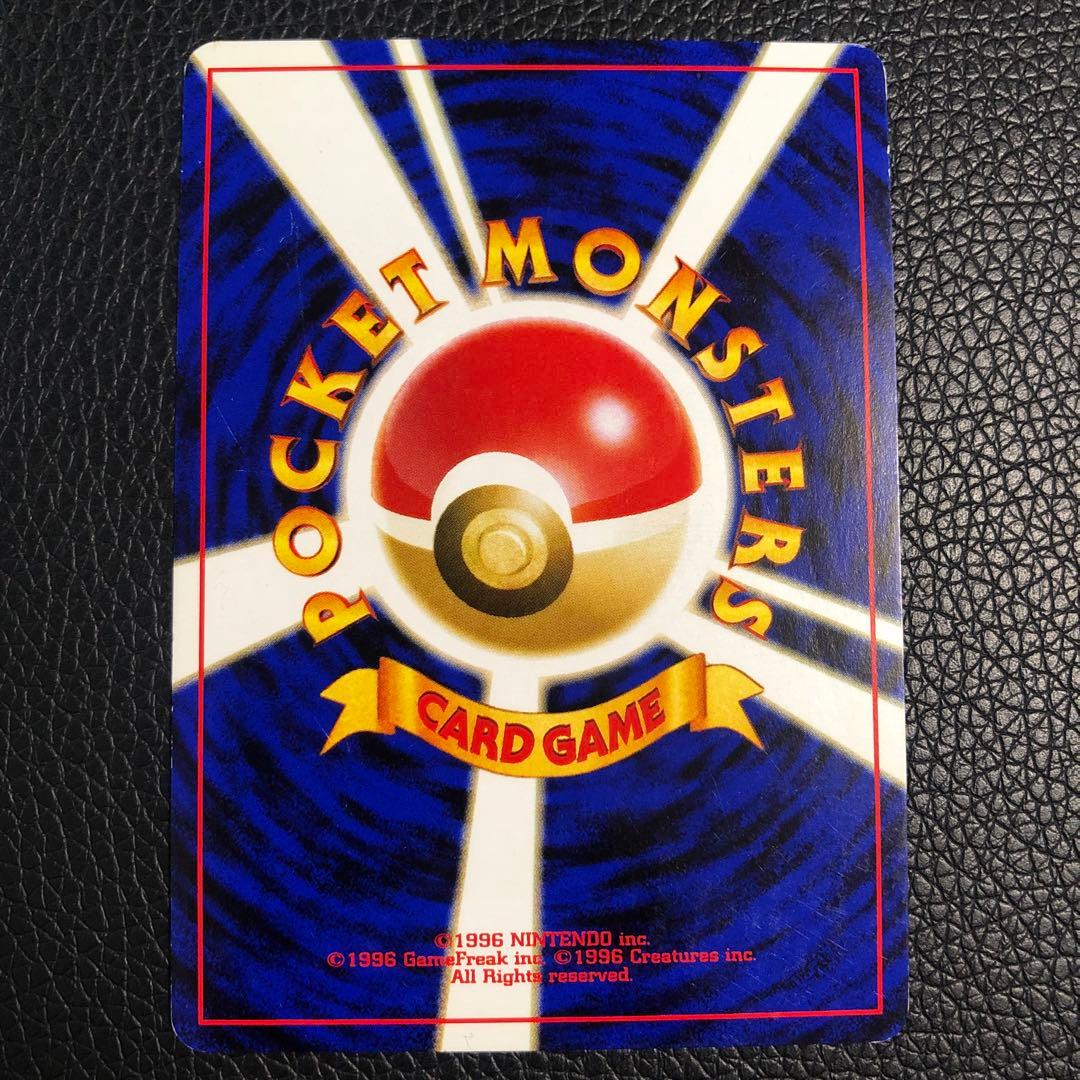 POCKET MONSTERS
CARD GAME
©1996 NINTENDO inc.
©1996 GameFreak inc. ©1996 Creatures inc.
All Rights reserved.